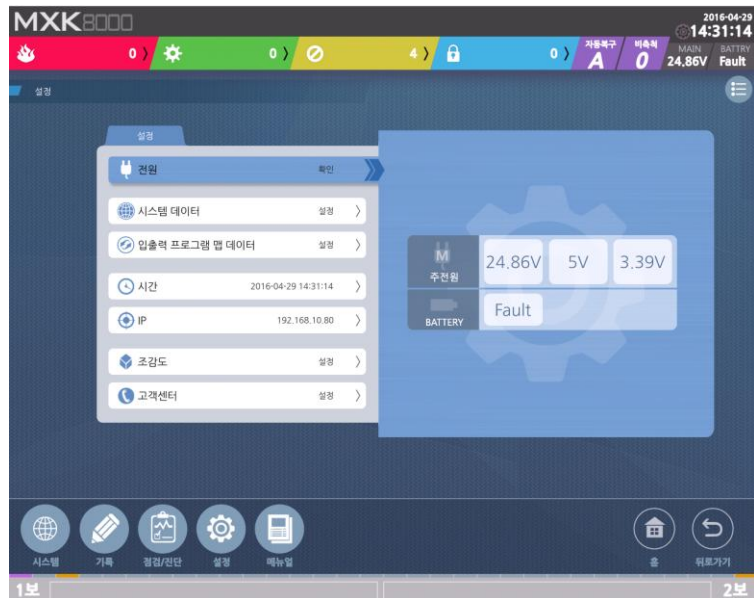 MXK8000
2016-04-29
14:31:14
0 〉 0 〉 4 〉 0 〉
자동복구
A
비축적
0
MAIN
24.86V
BATTRY
Fault
설정
설정
전원 확인
시스템 데이터 설정 〉
입출력 프로그램 맵 데이터 설정 〉
시간 2016-04-29 14:31:14 〉
IP 192.168.10.80 〉
조감도 설정 〉
고객센터 설정 〉
M
주전원
24.86V 5V 3.39V
BATTERY
Fault
시스템 기록 점검/진단 설정 매뉴얼 홈 뒤로가기
1보 2보